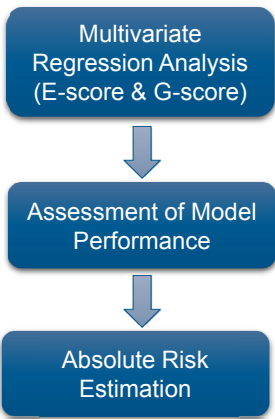 Multivariate
Regression Analysis
(E-score & G-score)
Assessment of Model
Performance
Absolute Risk
Estimation